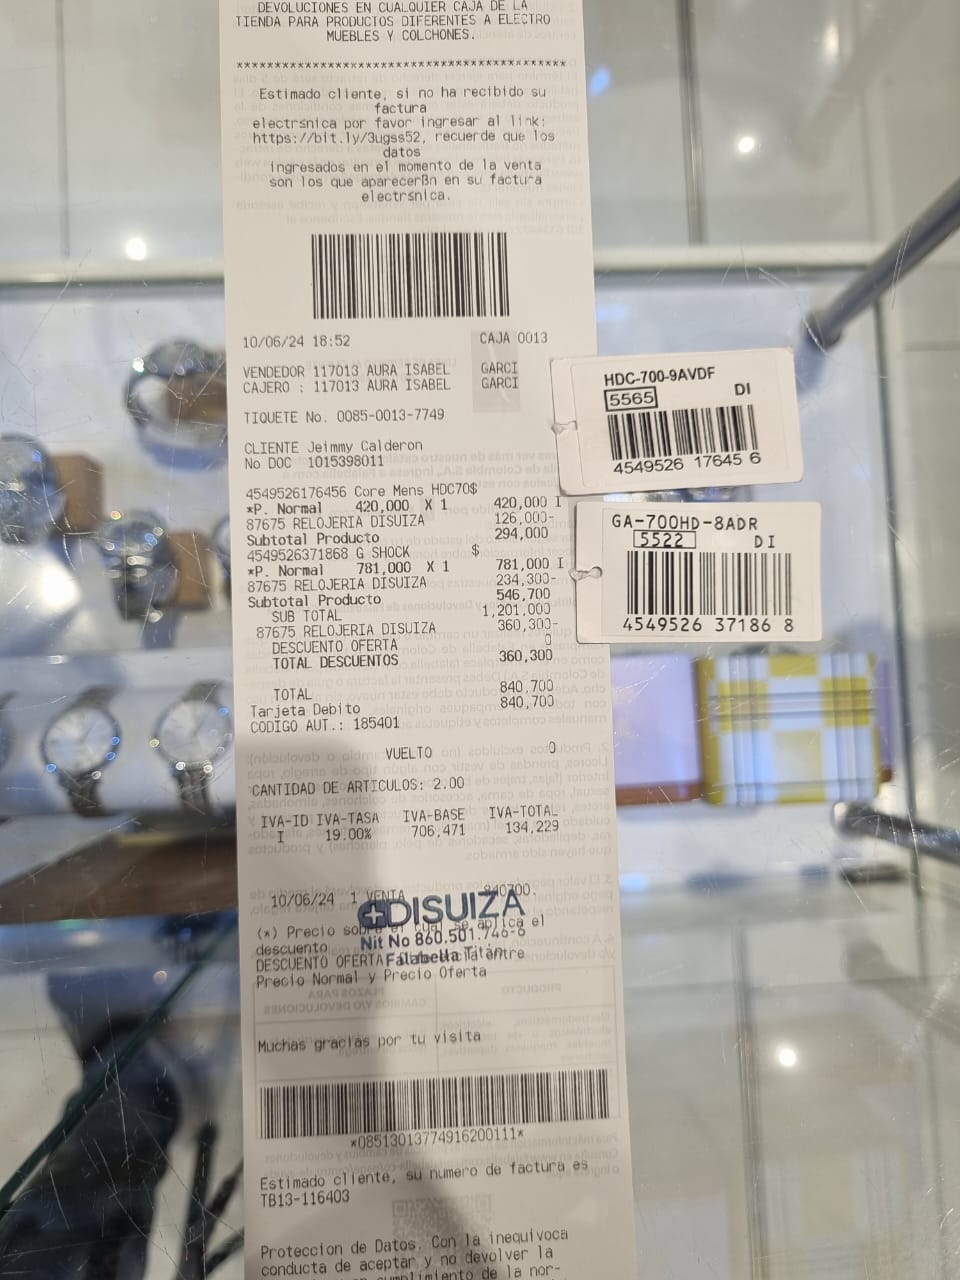 DEVOLUCIONES EN CUALQUIER CAJA DE LA
TIENDA PARA PRODUCTOS DIFERENTES A ELECTRO
MUEBLES Y COLCHONES.
******************************************
Estimado cliente, si no ha recibido su
factura
electrsnica por favor ingresar al link:
https://bit.ly/3ugss52, recuerde que los
datos
ingresados en el momento de la venta
son los que aparecerßn en su factura
electrsnica.
10/06/24 18:52 CAJA 0013
VENDEDOR 117013 AURA ISABEL GARCI
CAJERO : 117013 AURA ISABEL GARCI
TIQUETE No. 0085-0013-7749
CLIENTE Jeimmy Calderon
No DOC 1015398011
4549526176456 Core Mens HDC70$
*P. Normal 420,000 X 1 420,000 I
87675 RELOJERIA DISUIZA 126,000-
Subtotal Producto 294,000
4549526371868 G SHOCK $
*P. Normal 781,000 X 1 781,000 I
87675 RELOJERIA DISUIZA 234,300-
Subtotal Producto 546,700
SUB TOTAL 1,201,000
87675 RELOJERIA DISUIZA 360,300-
DESCUENTO OFERTA 0
TOTAL DESCUENTOS 360,300
TOTAL 840,700
Tarjeta Debito 840,700
CODIGO AUT.: 185401
VUELTO 0
CANTIDAD DE ARTICULOS: 2.00
IVA-ID IVA-TASA IVA-BASE IVA-TOTAL
I 19.00% 706,471 134,229
10/06/24 1 VENTA 840700.
DISUIZA
Nit No 860.501.746-6
Falabella Titán
(*) Precio sobre el cual se aplica el
descuento
DESCUENTO OFERTA entre
Precio Normal y Precio Oferta
Muchas gracias por tu visita
*08513013774916200111*
Estimado cliente, su numero de factura es
TB13-116403
Proteccion de Datos. Con la inequivoca
conducta de aceptar y no devolver la
de la nor-
HDC-700-9AVDF
5565 DI
4549526 17645 6
GA-700HD-8ADR
5522 DI
4549526 37186 8